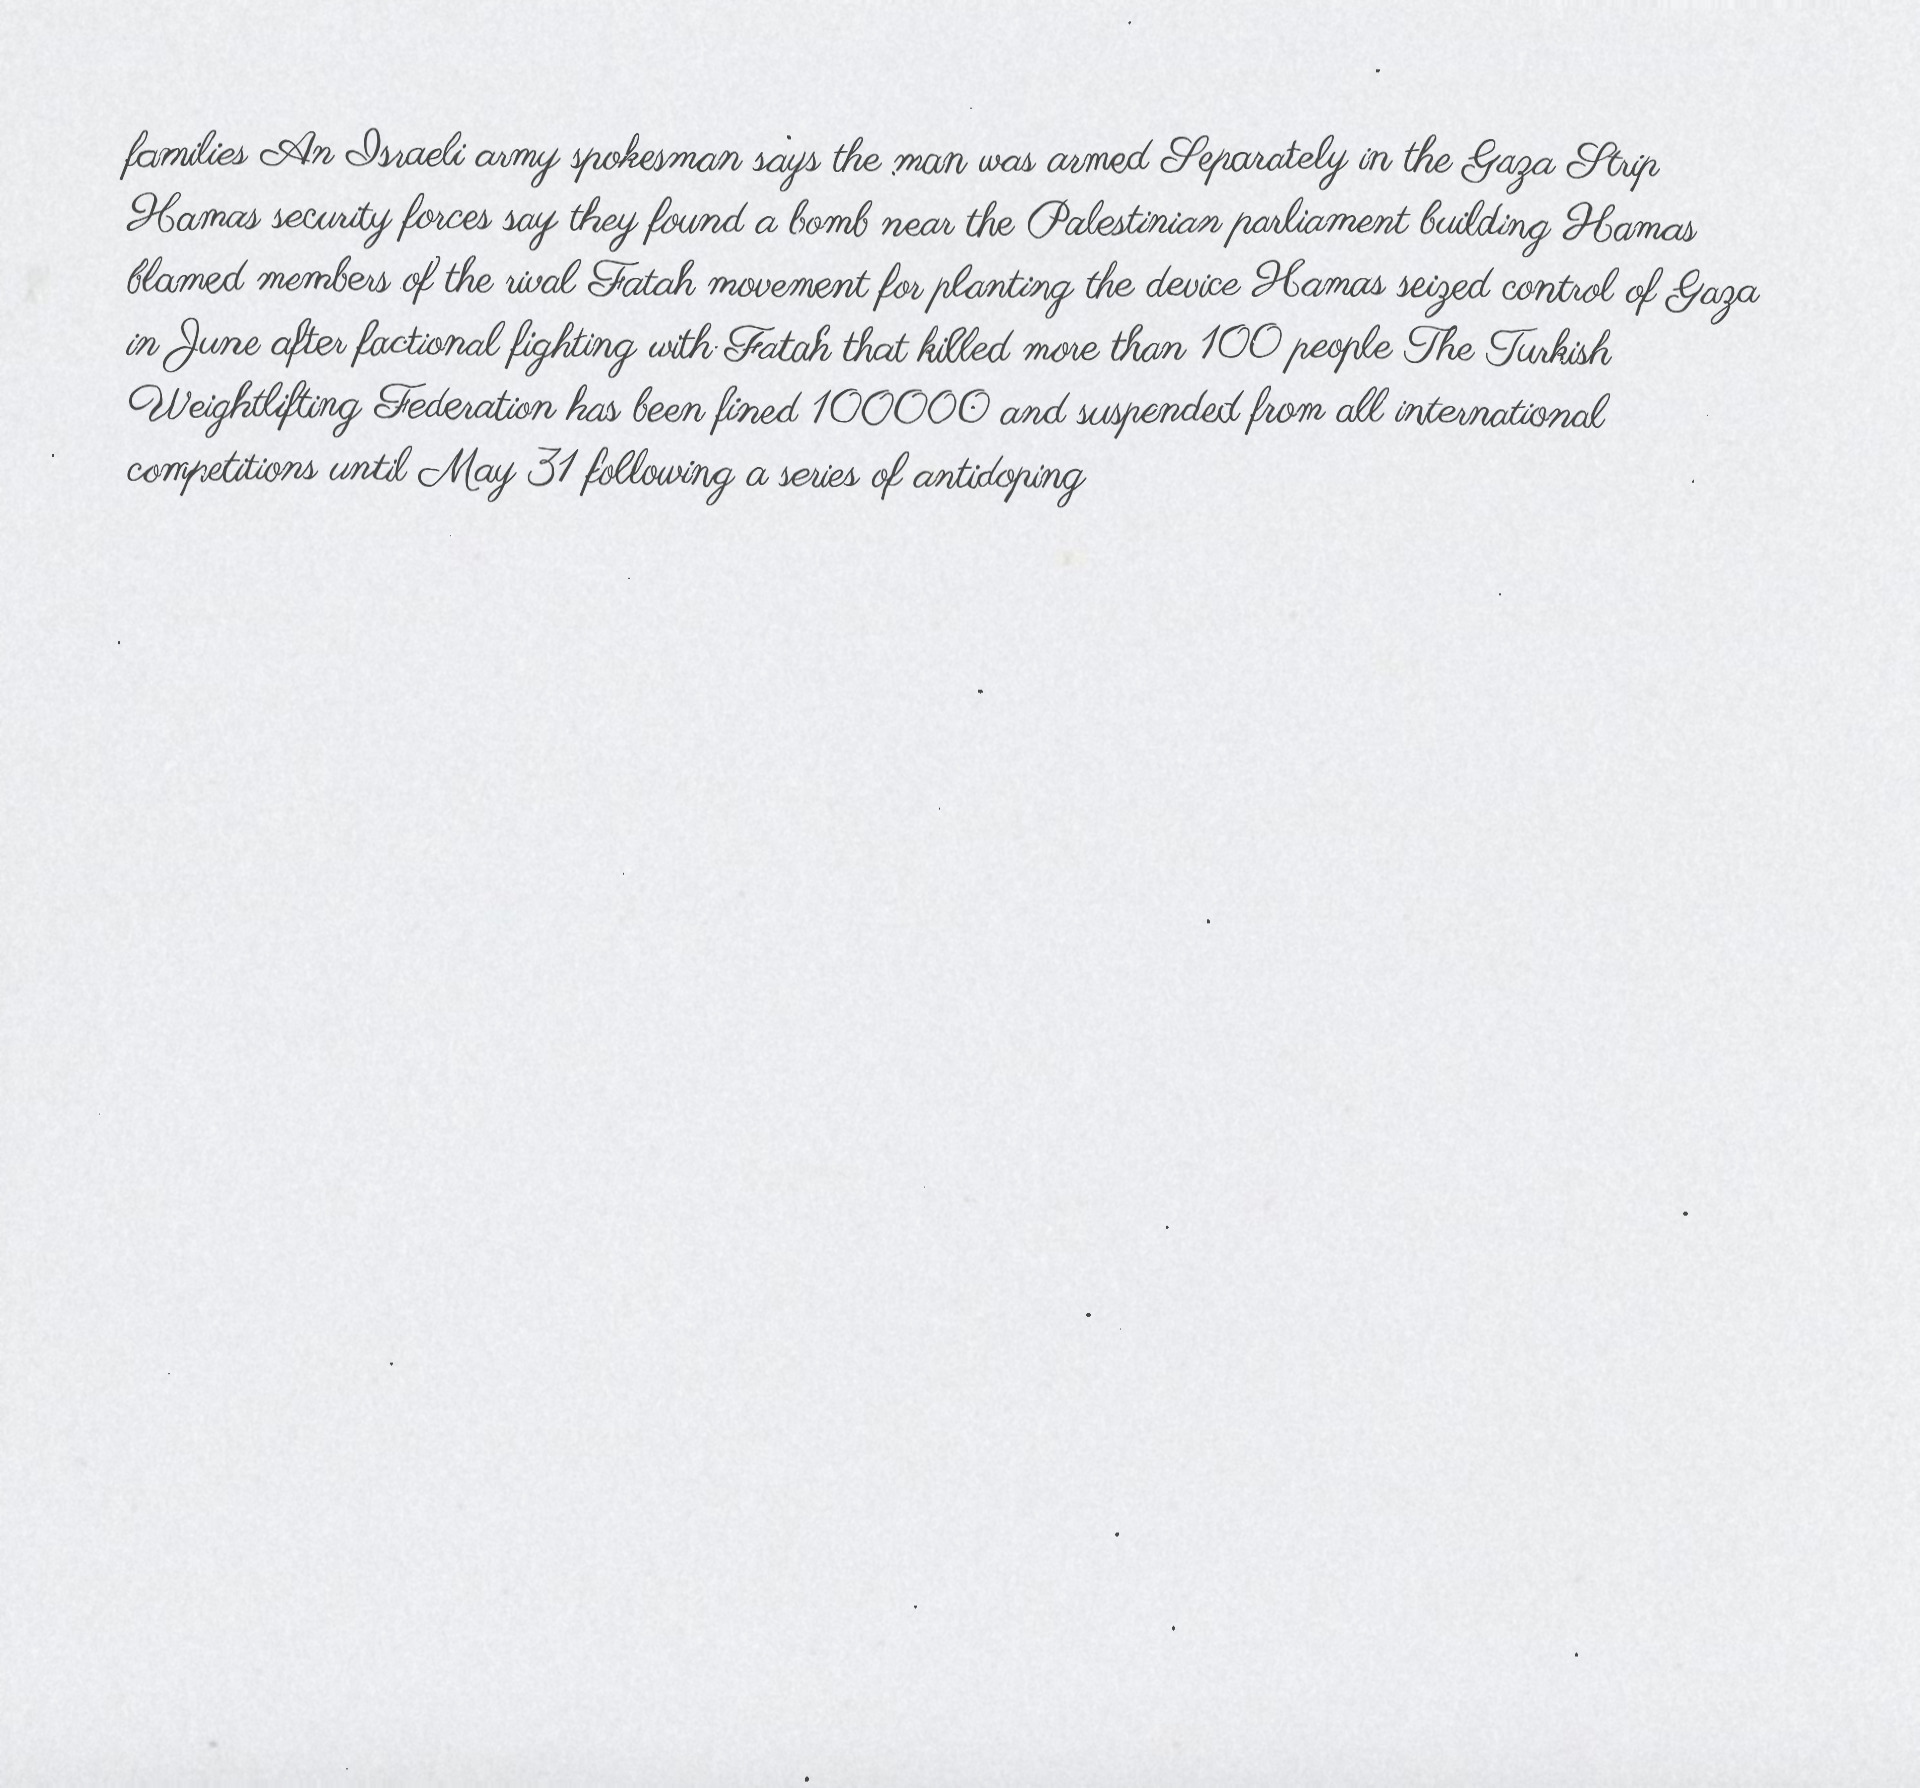 families An Israeli army spokesman says the man was armed Separately in the Gaza Strip
Hamas security forces say they found a bomb near the Palestinian parliament building Hamas
blamed members of the rival Fatah movement for planting the device Hamas seized control of Gaza
in June after factional fighting with Fatah that killed more than 100 people The Turkish
Weightlifting Federation has been fined 100000 and suspended from all international
competitions until May 31 following a series of antidoping